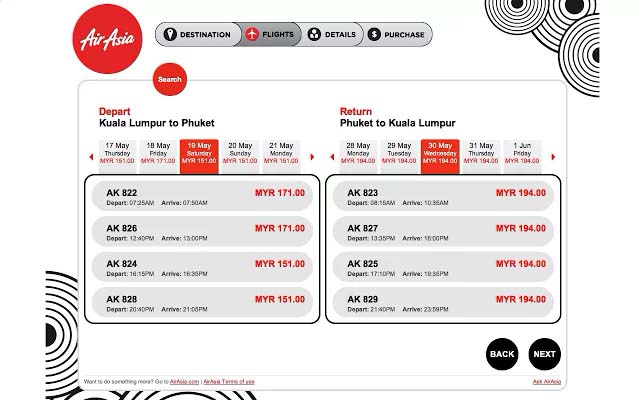 AirAsia
DESTINATION
FLIGHTS
DETAILS
$ PURCHASE
Search
Depart
Kuala Lumpur to Phuket
17 May
Thursday
MYR 151.00
18 May
Friday
MYR 171.00
19 May
Saturday
MYR 151.00
20 May
Sunday
MYR 151.00
21 May
Monday
MYR 151.00
AK 822
MYR 171.00
Depart: 07:25AM Arrive: 07:50AM
AK 826
MYR 171.00
Depart: 12:40PM Arrive: 13:00PM
AK 824
MYR 151.00
Depart: 16:15PM Arrive: 16:35PM
AK 828
MYR 151.00
Depart: 20:40PM Arrive: 21:05PM
Return
Phuket to Kuala Lumpur
28 May
Monday
MYR 194.00
29 May
Tuesday
MYR 194.00
30 May
Wednesday
MYR 194.00
31 May
Thursday
MYR 194.00
1 Jun
Friday
MYR 194.00
AK 823
MYR 194.00
Depart: 08:15AM Arrive: 10:35AM
AK 827
MYR 194.00
Depart: 13:35PM Arrive: 16:00PM
AK 825
MYR 194.00
Depart: 17:10PM Arrive: 19:35PM
AK 829
MYR 194.00
Depart: 21:40PM Arrive: 23:59PM
BACK
NEXT
Want to do something more? Go to AirAsia.com | AirAsia Terms of use
Ask AirAsia